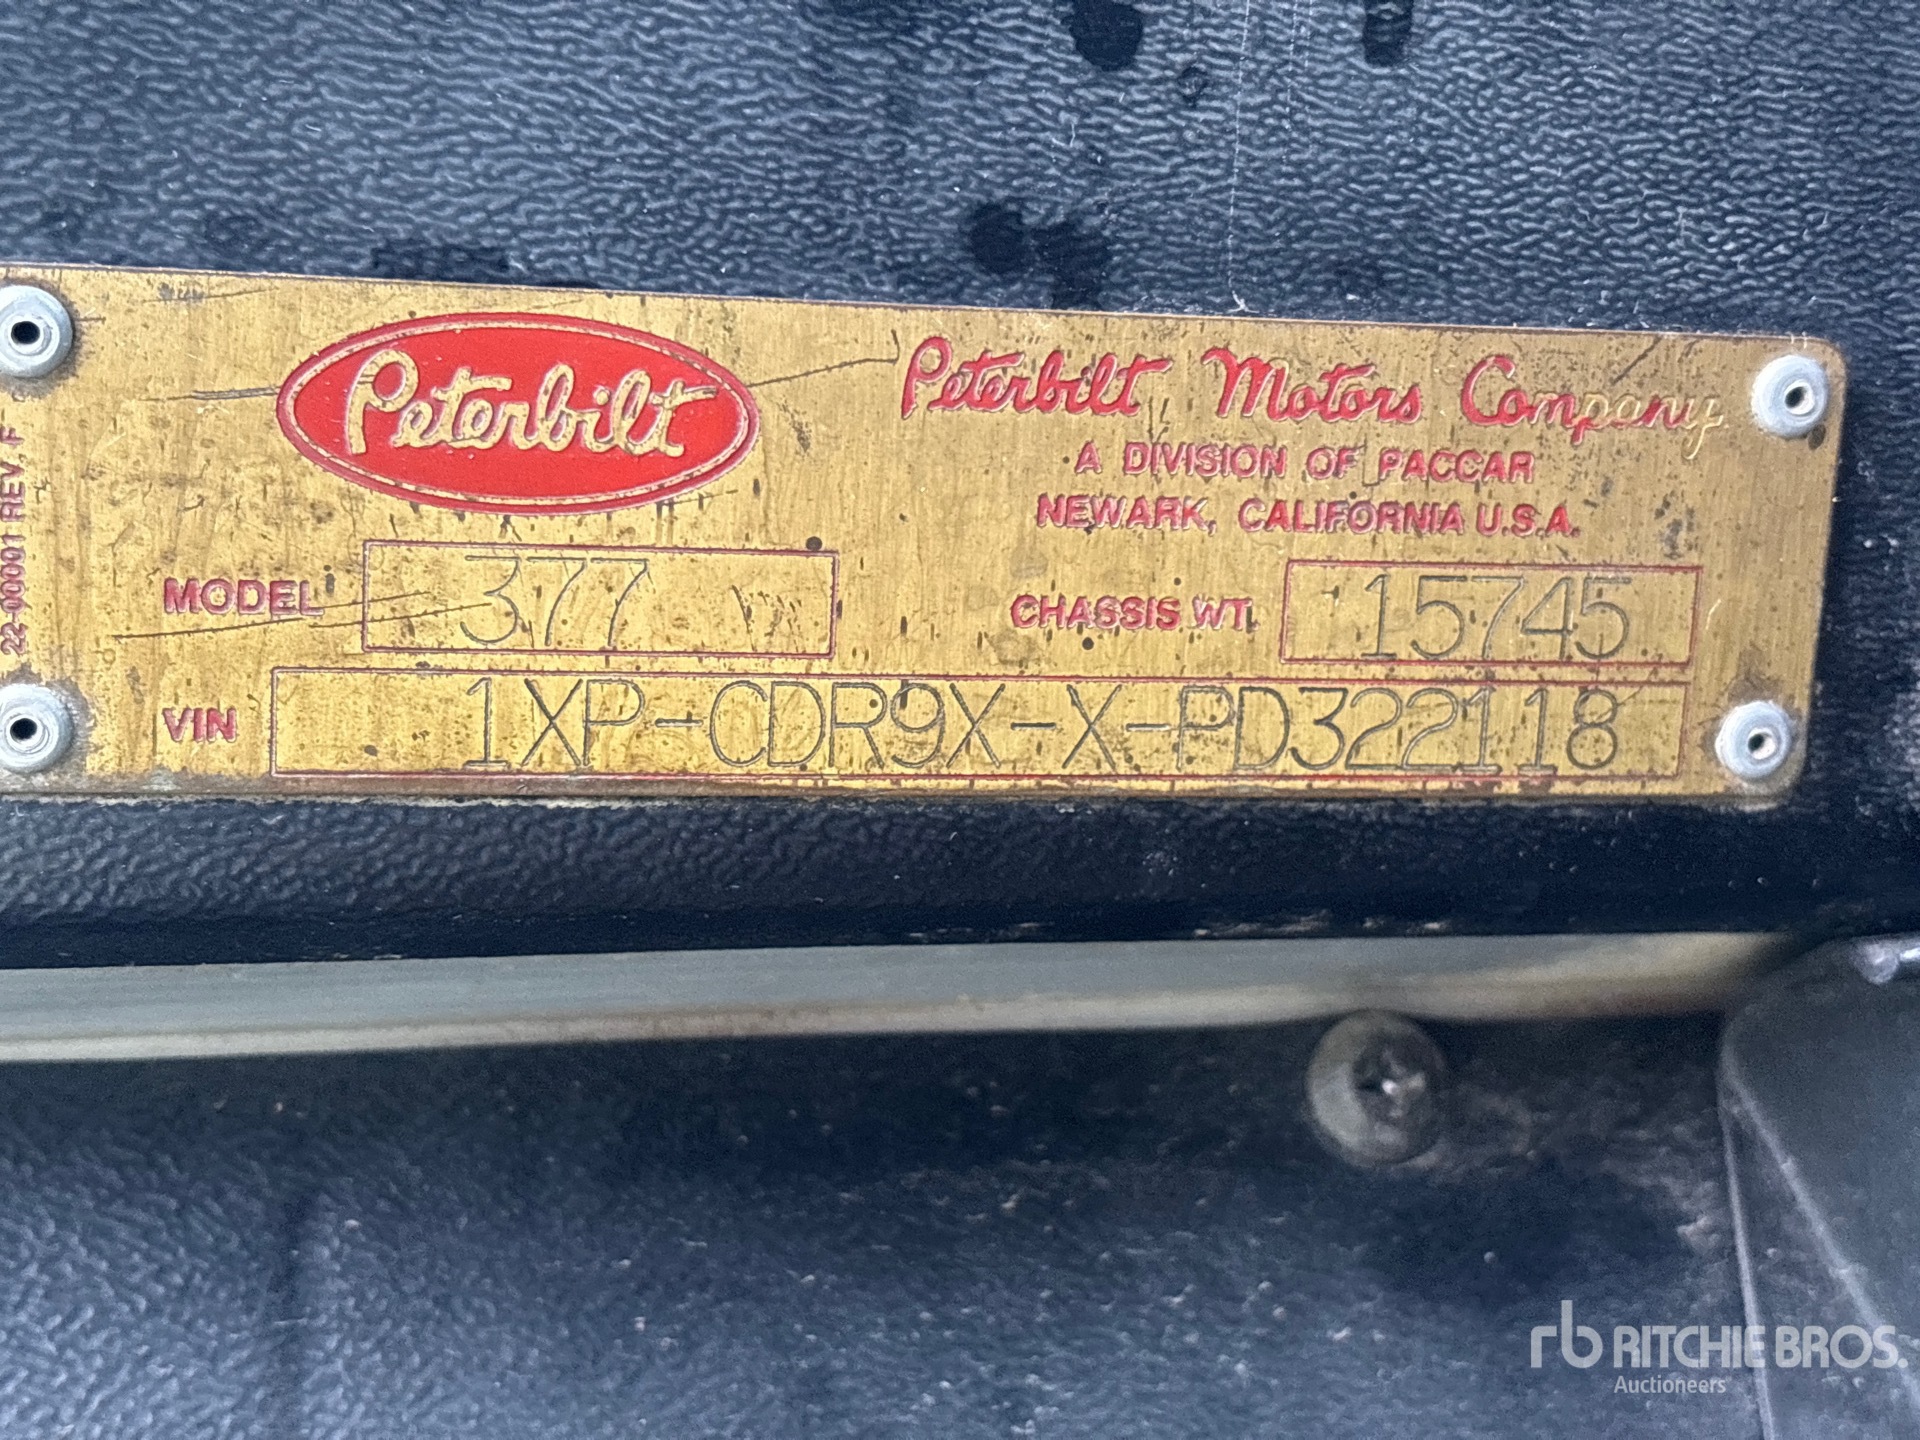 Peterbilt
Peterbilt Motors Company
A DIVISION OF PACCAR
NEWARK, CALIFORNIA U.S.A.
22-00001 REV. F
MODEL 377
CHASSIS WT. 15745
VIN 1XP-CDR9X-X-PD322118
rb RITCHIE BROS.
Auctioneers